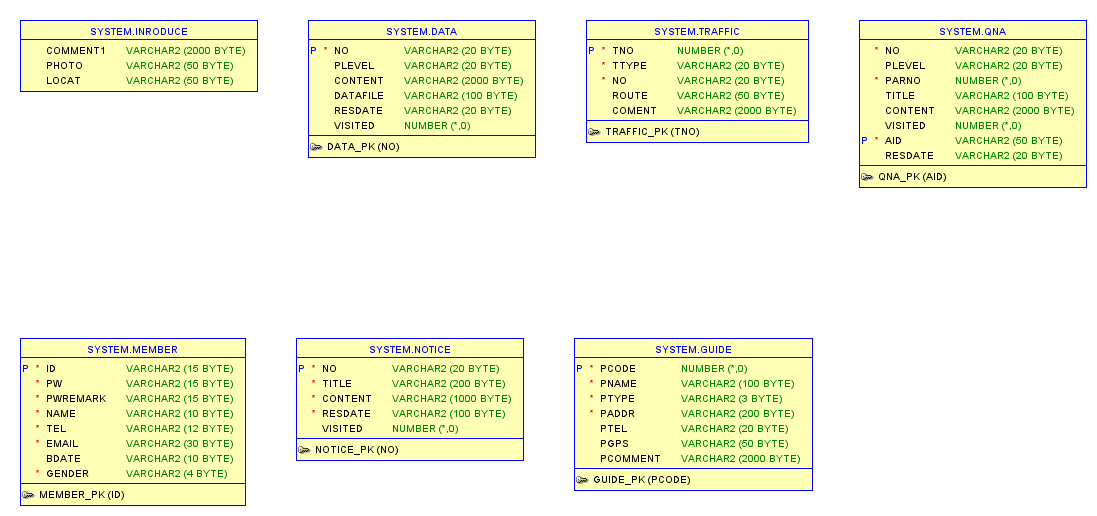 SYSTEM.INRODUCE
COMMENT1 VARCHAR2 (2000 BYTE)
PHOTO VARCHAR2 (50 BYTE)
LOCAT VARCHAR2 (50 BYTE)
SYSTEM.DATA
P * NO VARCHAR2 (20 BYTE)
PLEVEL VARCHAR2 (20 BYTE)
CONTENT VARCHAR2 (2000 BYTE)
DATAFILE VARCHAR2 (100 BYTE)
RESDATE VARCHAR2 (20 BYTE)
VISITED NUMBER (*,0)
DATA_PK (NO)
SYSTEM.TRAFFIC
P * TNO NUMBER (*,0)
* TTYPE VARCHAR2 (20 BYTE)
* NO VARCHAR2 (20 BYTE)
ROUTE VARCHAR2 (50 BYTE)
COMENT VARCHAR2 (2000 BYTE)
TRAFFIC_PK (TNO)
SYSTEM.QNA
* NO VARCHAR2 (20 BYTE)
PLEVEL VARCHAR2 (20 BYTE)
* PARNO NUMBER (*,0)
TITLE VARCHAR2 (100 BYTE)
CONTENT VARCHAR2 (2000 BYTE)
VISITED NUMBER (*,0)
P * AID VARCHAR2 (50 BYTE)
RESDATE VARCHAR2 (20 BYTE)
QNA_PK (AID)
SYSTEM.MEMBER
P * ID VARCHAR2 (15 BYTE)
* PW VARCHAR2 (15 BYTE)
* PWREMARK VARCHAR2 (15 BYTE)
* NAME VARCHAR2 (10 BYTE)
* TEL VARCHAR2 (12 BYTE)
* EMAIL VARCHAR2 (30 BYTE)
BDATE VARCHAR2 (10 BYTE)
* GENDER VARCHAR2 (4 BYTE)
MEMBER_PK (ID)
SYSTEM.NOTICE
P * NO VARCHAR2 (20 BYTE)
* TITLE VARCHAR2 (200 BYTE)
* CONTENT VARCHAR2 (1000 BYTE)
* RESDATE VARCHAR2 (100 BYTE)
VISITED NUMBER (*,0)
NOTICE_PK (NO)
SYSTEM.GUIDE
P * PCODE NUMBER (*,0)
* PNAME VARCHAR2 (100 BYTE)
* PTYPE VARCHAR2 (3 BYTE)
* PADDR VARCHAR2 (200 BYTE)
PTEL VARCHAR2 (20 BYTE)
PGPS VARCHAR2 (50 BYTE)
PCOMMENT VARCHAR2 (2000 BYTE)
GUIDE_PK (PCODE)